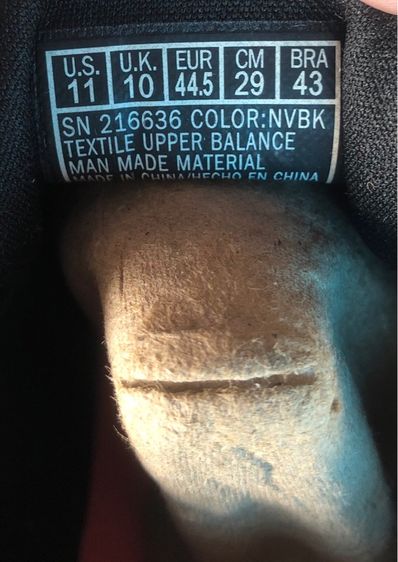 U.S. U.K. EUR CM BRA
11 10 44.5 29 43
SN 216636 COLOR:NVBK
TEXTILE UPPER BALANCE
MAN MADE MATERIAL
MADE IN CHINA/HECHO EN CHINA